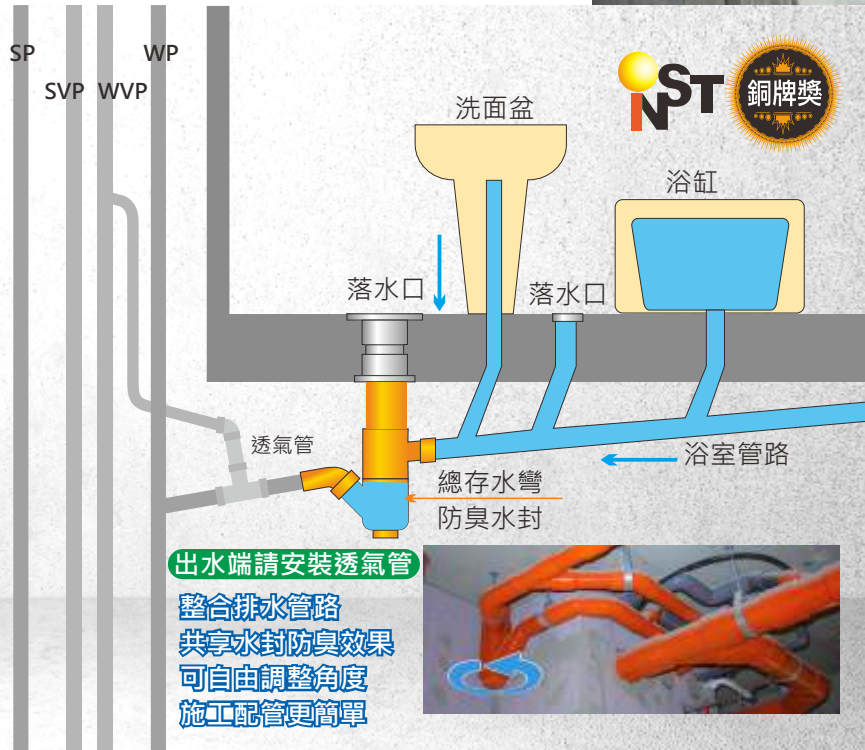 SP
WP
SVP
WVP
iNST
銅牌獎
洗面盆
浴缸
落水口
落水口
透氣管
浴室管路
總存水彎
防臭水封
出水端請安裝透氣管
整合排水管路
共享水封防臭效果
可自由調整角度
施工配管更簡單